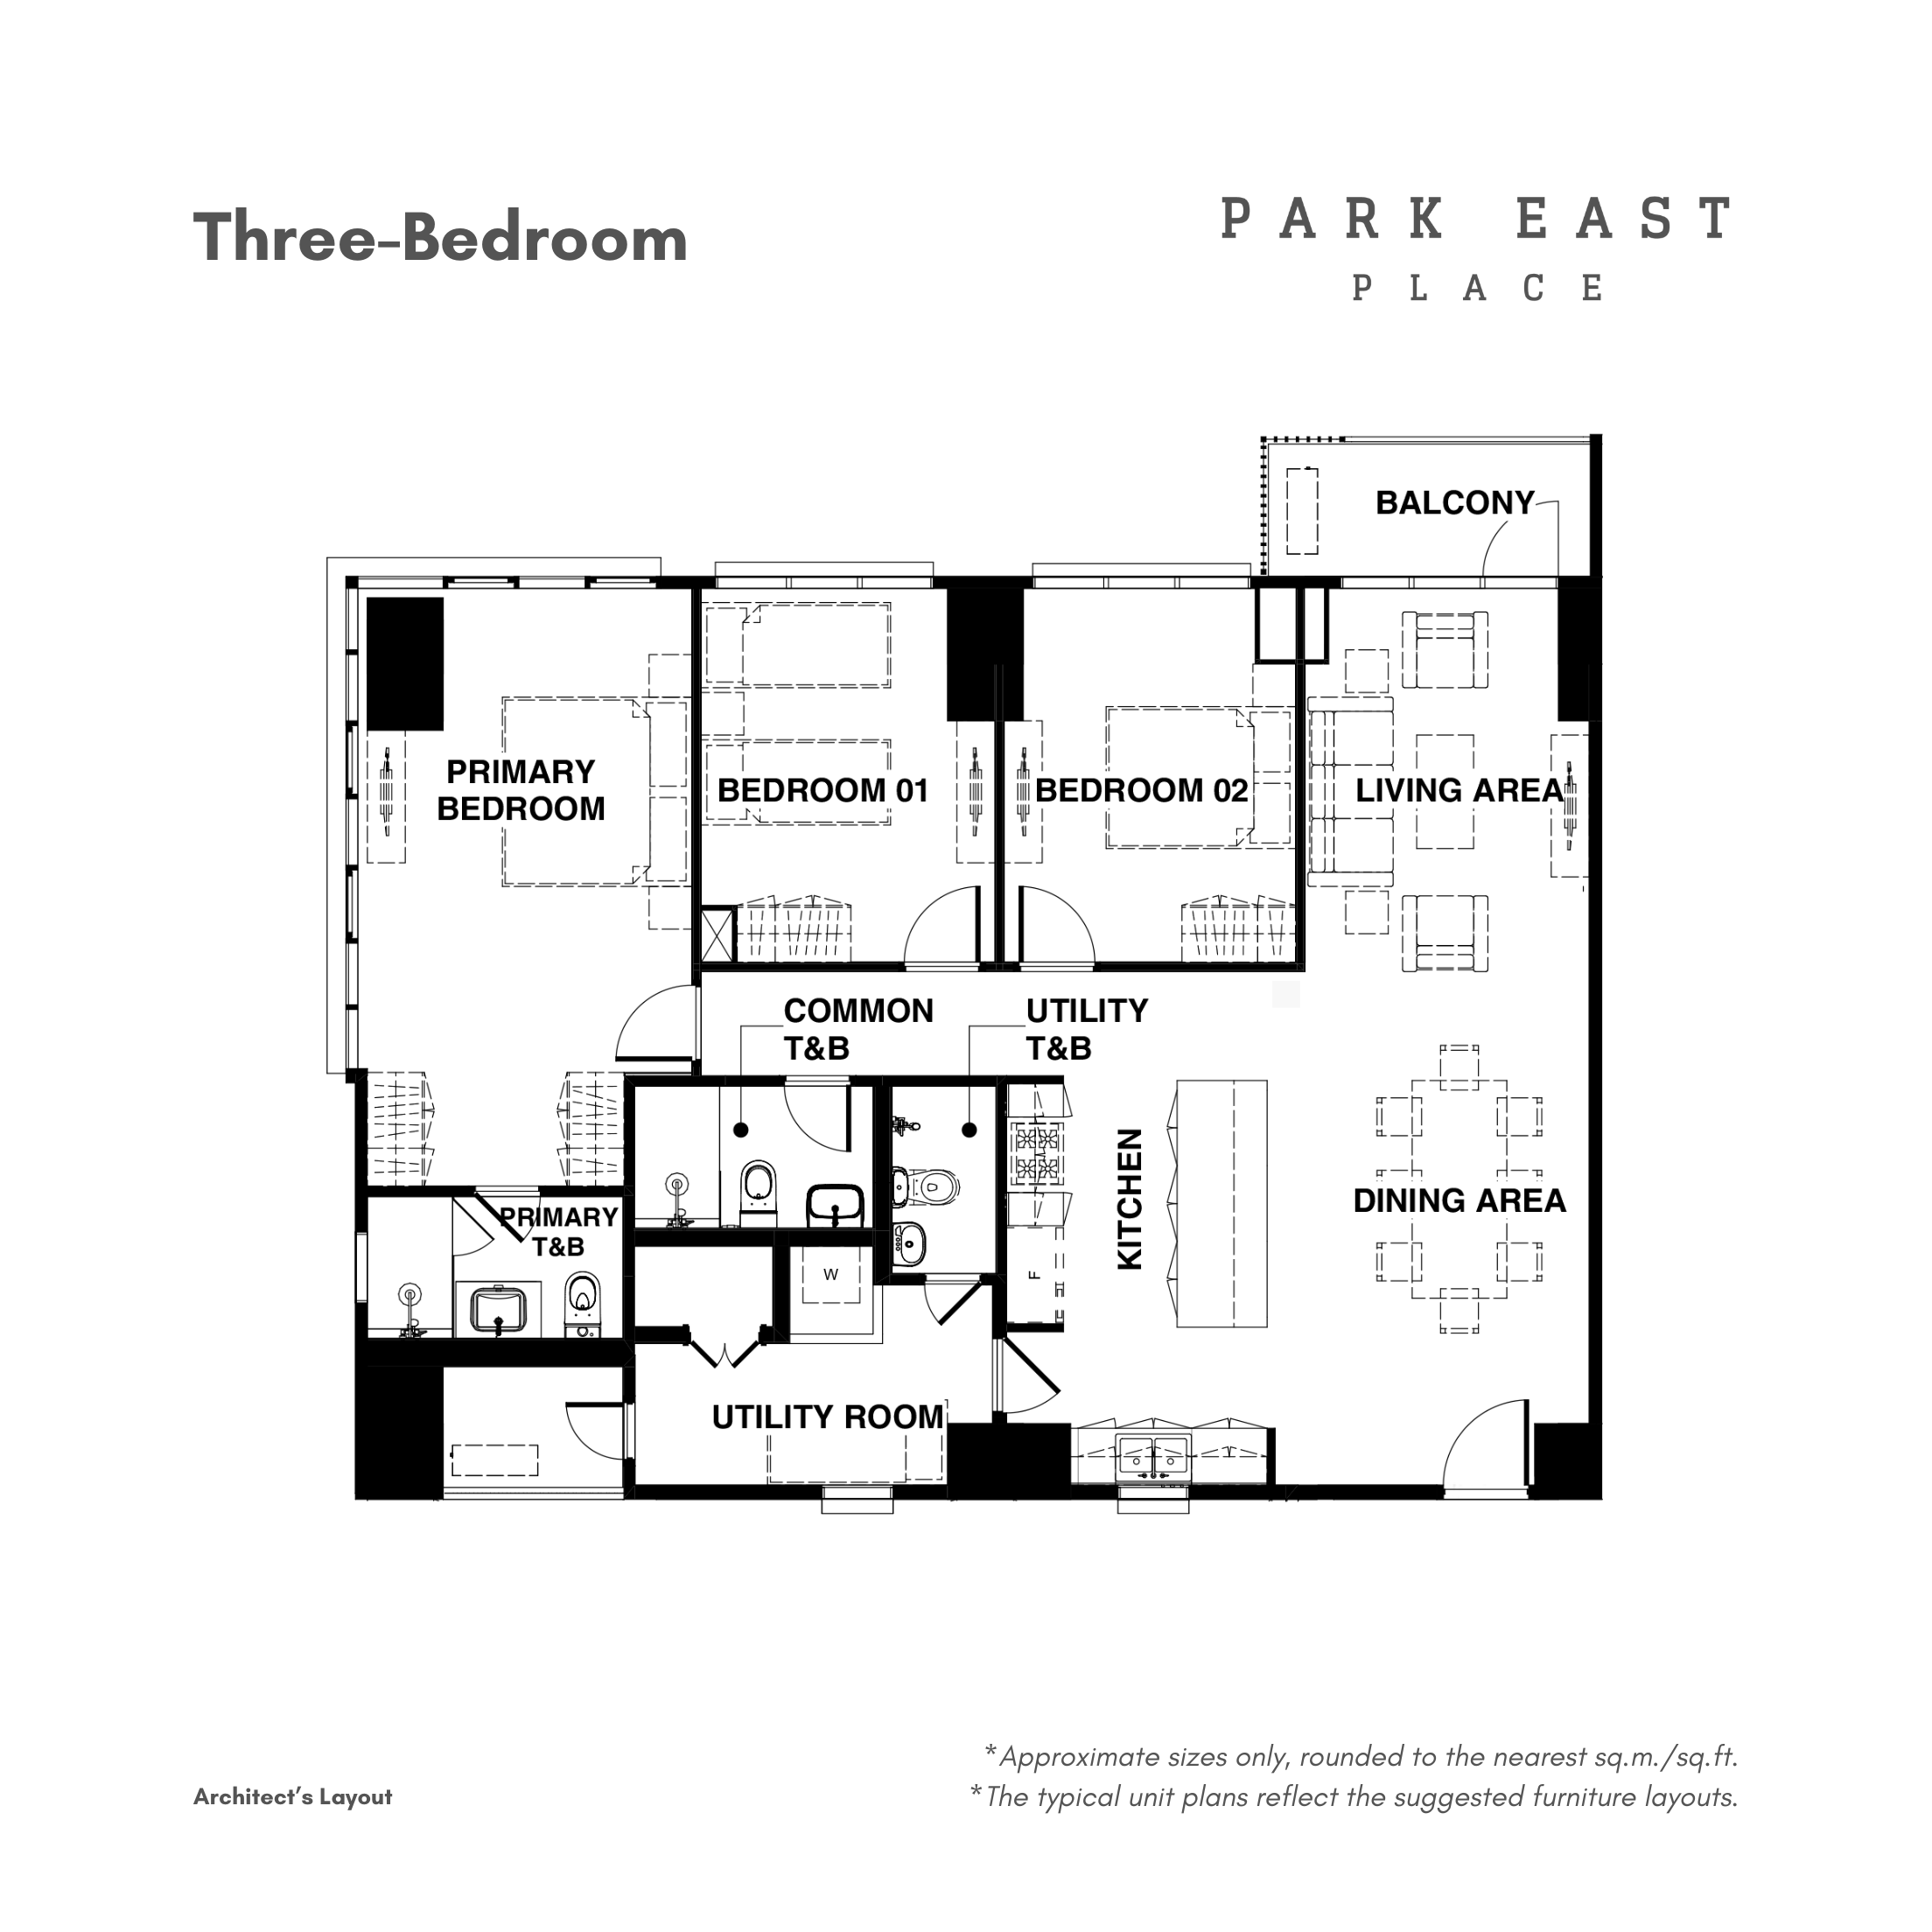 Three-Bedroom
PARK EAST
PLACE
BALCONY
PRIMARY
BEDROOM
BEDROOM 01
BEDROOM 02
LIVING AREA
COMMON
T&B
UTILITY
T&B
KITCHEN
DINING AREA
PRIMARY
T&B
W
F
UTILITY ROOM
*Approximate sizes only, rounded to the nearest sq.m./sq.ft.
Architect's Layout
*The typical unit plans reflect the suggested furniture layouts.